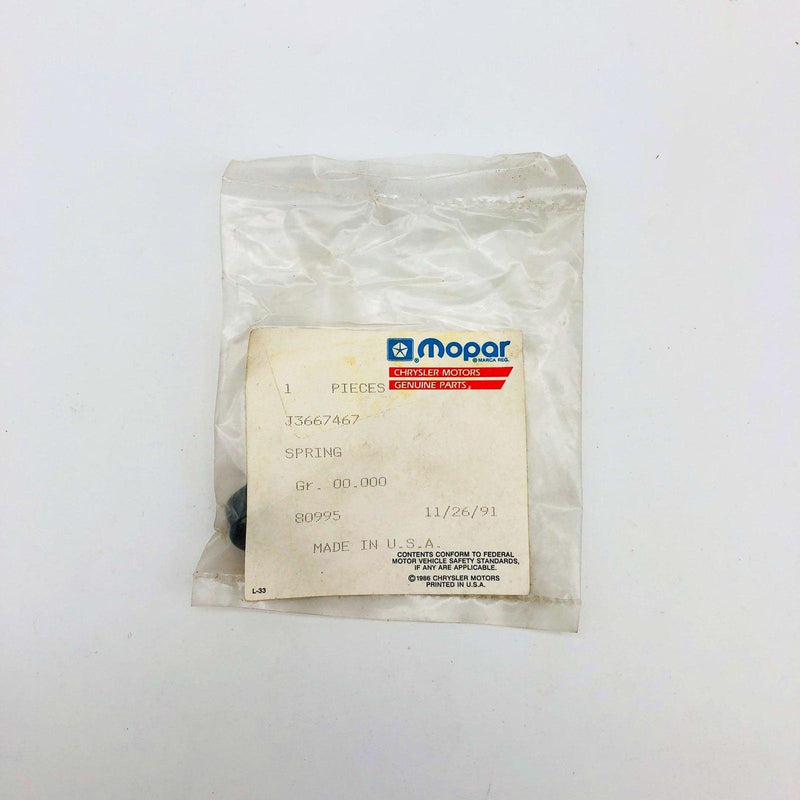 ® Mopar
® MARCA REG.
CHRYSLER MOTORS
GENUINE PARTS®
1 PIECES
J3667467
SPRING
Gr. 00.000
80995 11/26/91
MADE IN U.S.A.
CONTENTS CONFORM TO FEDERAL
MOTOR VEHICLE SAFETY STANDARDS,
IF ANY ARE APPLICABLE.
©1986 CHRYSLER MOTORS
PRINTED IN U.S.A.
L-33